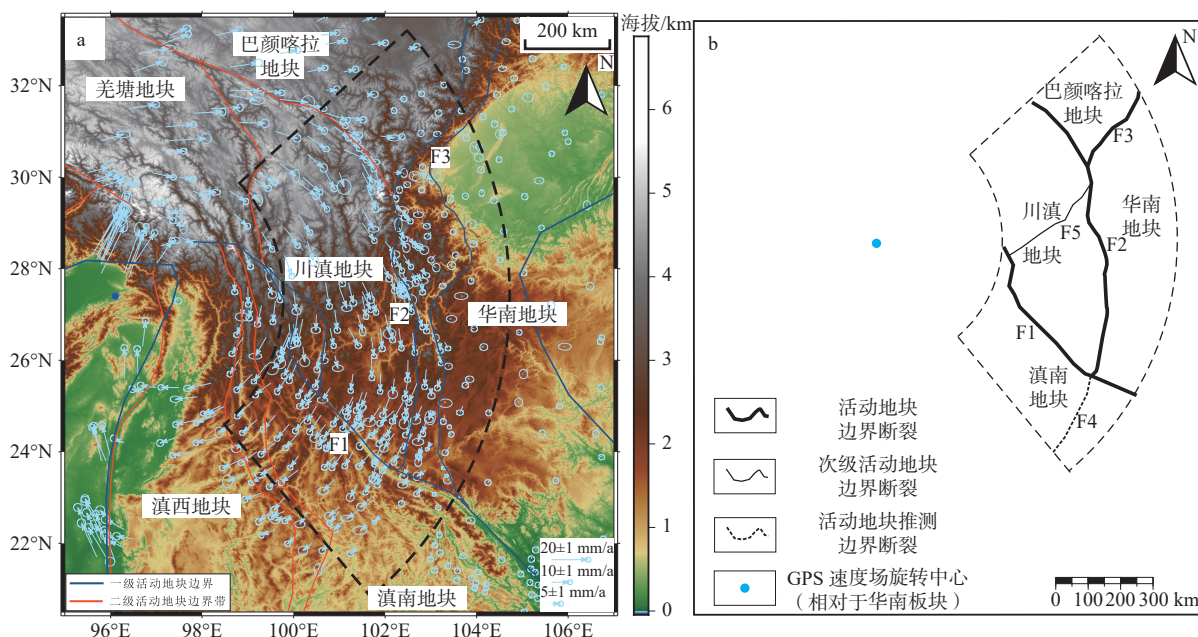 a
巴颜喀拉
地块
200 km
海拔/km
N
羌塘地块
F3
川滇地块
F2
华南地块
F1
滇西地块
滇南地块
20±1 mm/a
10±1 mm/a
5±1 mm/a
一级活动地块边界
二级活动地块边界带
32°N
30°N
28°N
26°N
24°N
22°N
96°E
98°E
100°E
102°E
104°E
106°E
6
5
4
3
2
1
0
b
N
巴颜喀拉
地块
F3
川滇
F5
地块
华南
地块
F2
F1
滇南
地块
F4
活动地块
边界断裂
次级活动地块
边界断裂
活动地块推测
边界断裂
GPS 速度场旋转中心
（相对于华南板块）
0 100 200 300 km